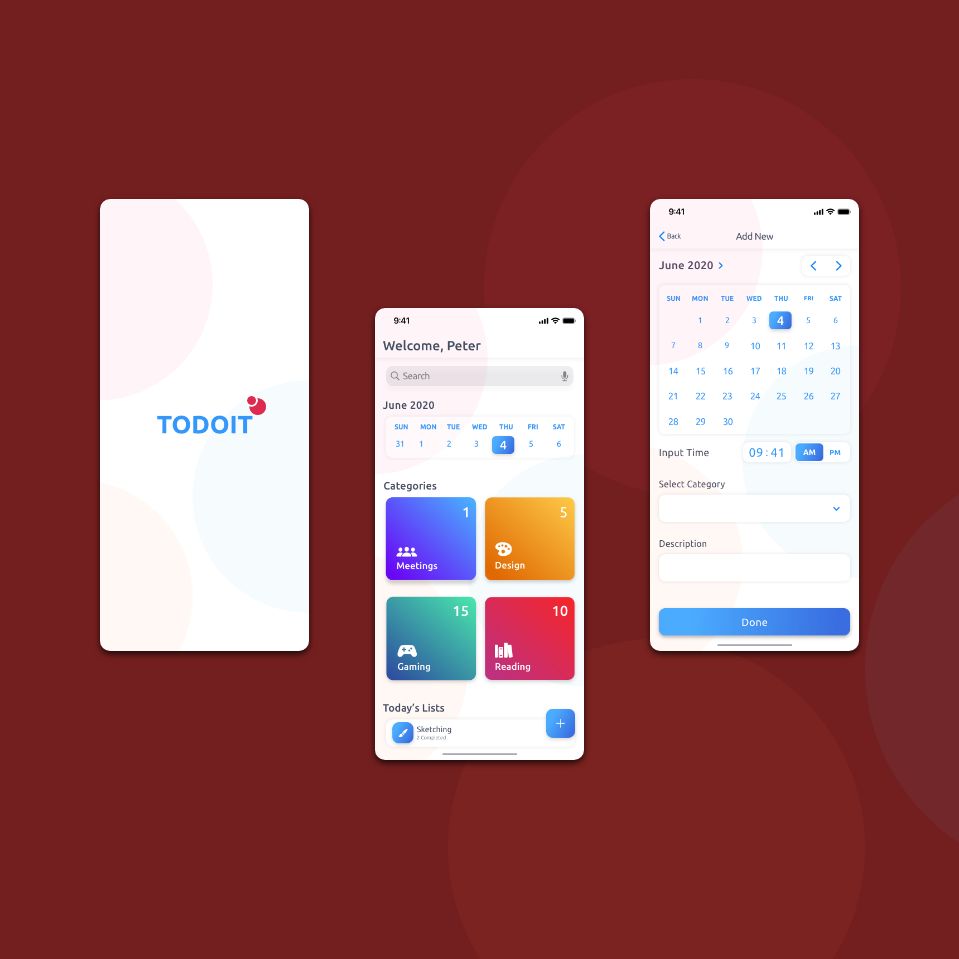 TODOIT
9:41
Welcome, Peter
Search
June 2020
SUN MON TUE WED THU FRI SAT
31 1 2 3 4 5 6
Categories
1
Meetings
5
Design
15
Gaming
10
Reading
Today's Lists
Sketching
2 Completed
+
9:41
Back
Add New
June 2020
SUN MON TUE WED THU FRI SAT
1 2 3 4 5 6
7 8 9 10 11 12 13
14 15 16 17 18 19 20
21 22 23 24 25 26 27
28 29 30
Input Time 09 : 41 AM PM
Select Category
Description
Done